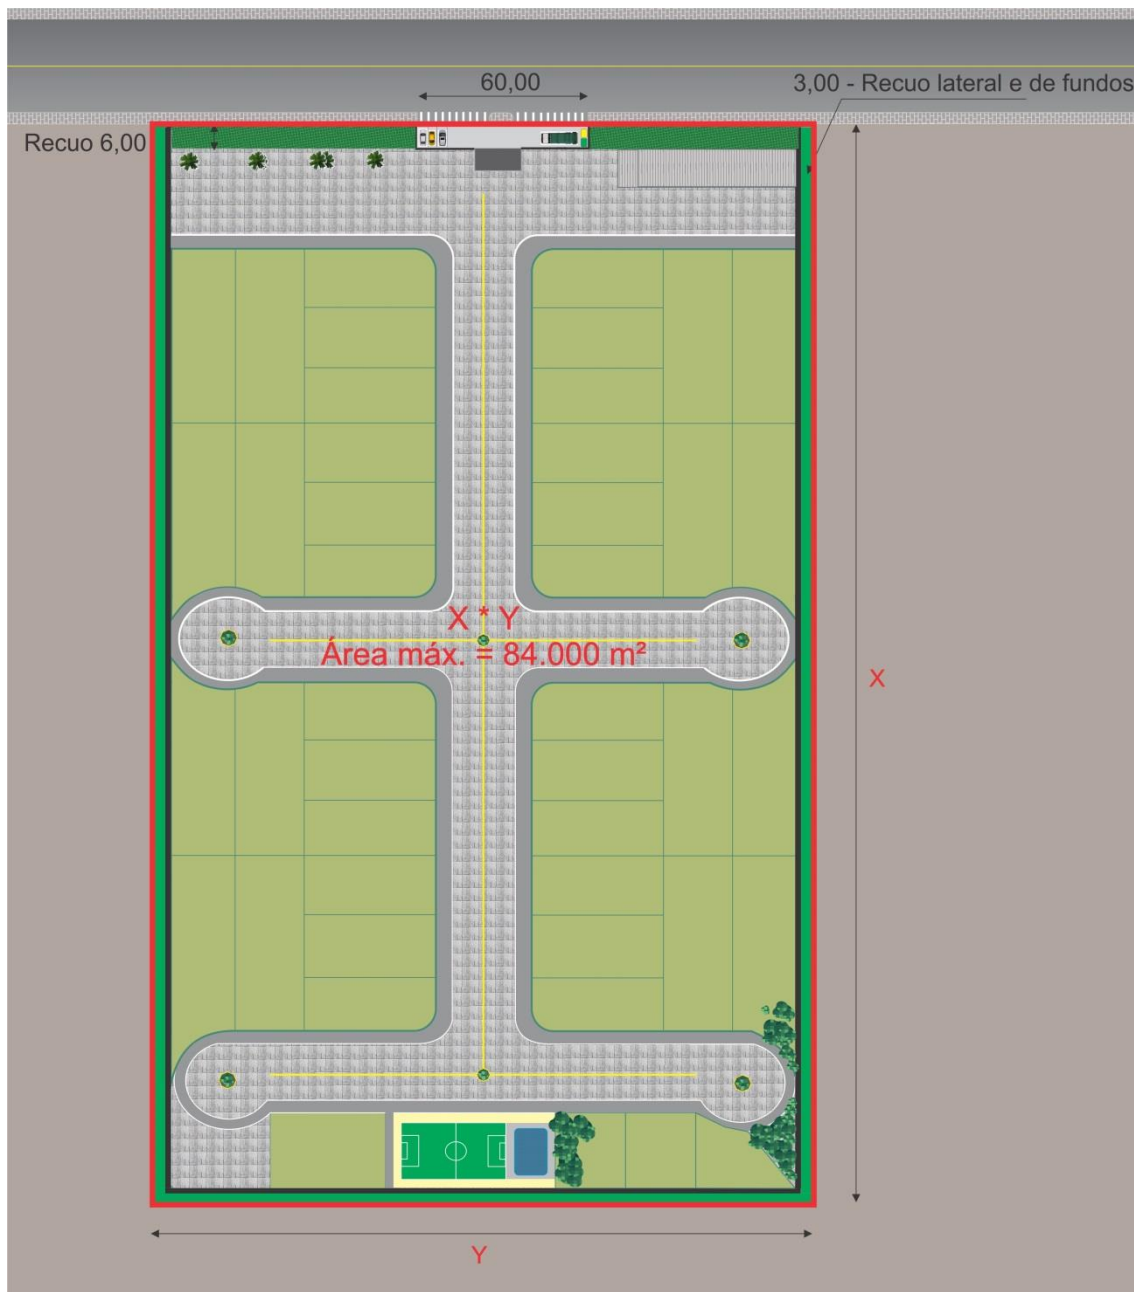 60,00
3,00 - Recuo lateral e de fundos
Recuo 6,00
X * Y
Área máx. = 84.000 m²
X
Y